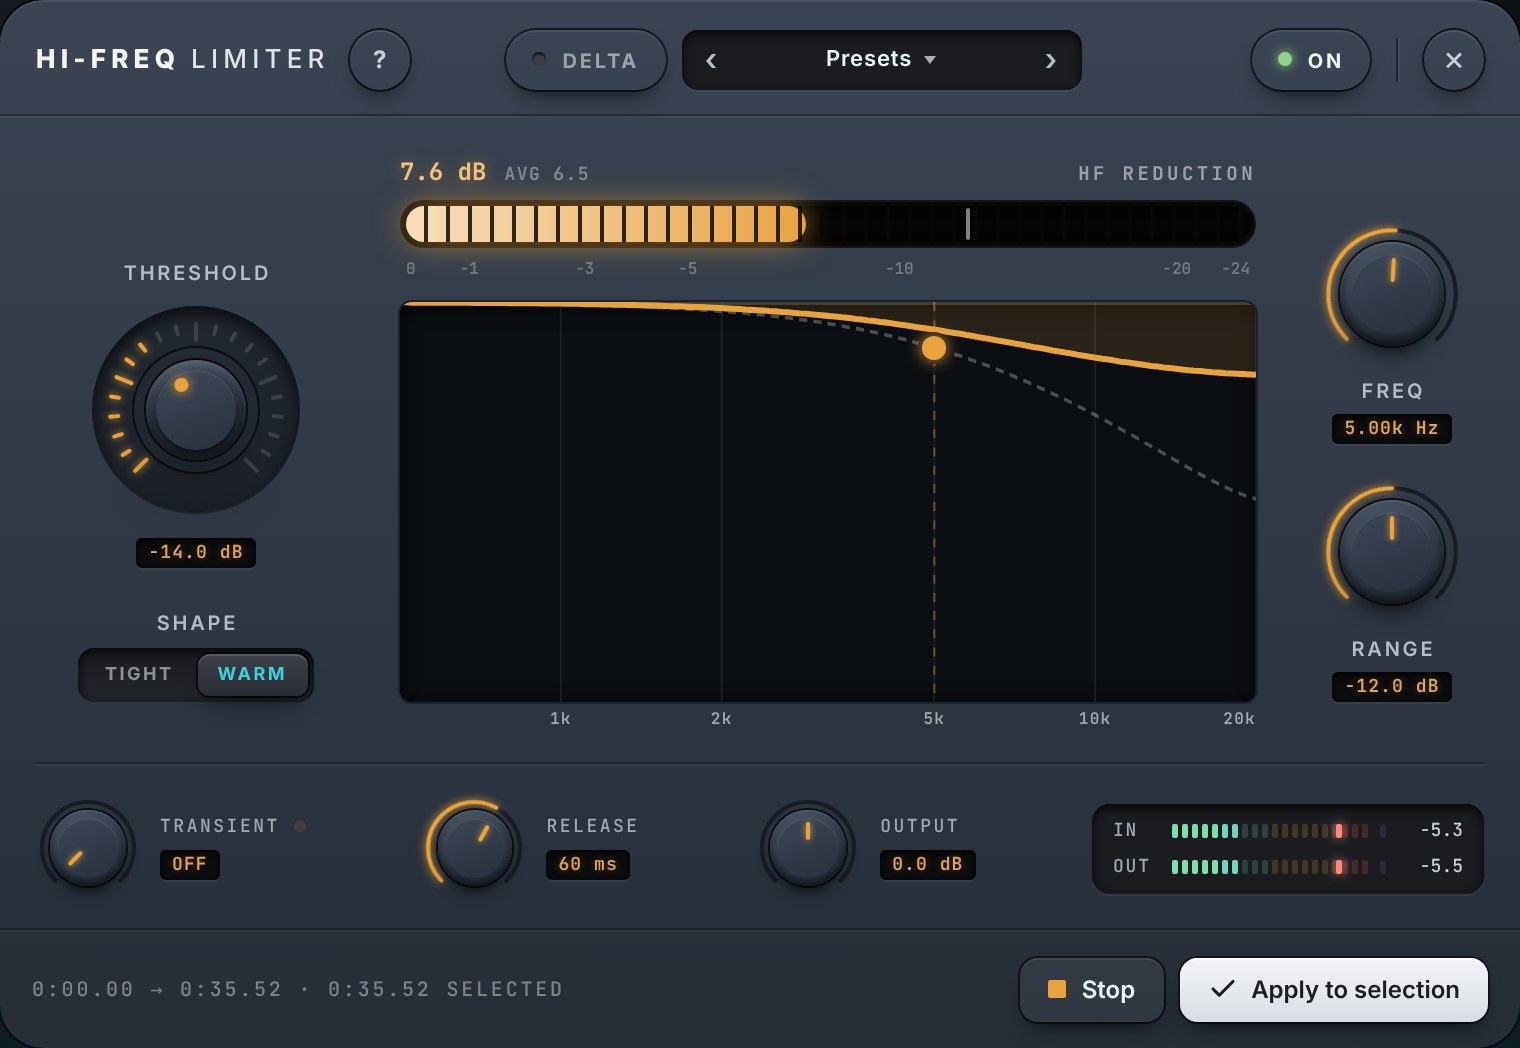 HI-FREQ LIMITER ? DELTA ‹ Presets › ON ✕
7.6 dB AVG 6.5 HF REDUCTION
0 -1 -3 -5 -10 -20 -24
THRESHOLD
-14.0 dB
SHAPE
TIGHT WARM
1k 2k 5k 10k 20k
FREQ
5.00k Hz
RANGE
-12.0 dB
TRANSIENT
OFF
RELEASE
60 ms
OUTPUT
0.0 dB
IN -5.3
OUT -5.5
0:00.00 → 0:35.52 · 0:35.52 SELECTED
Stop
Apply to selection